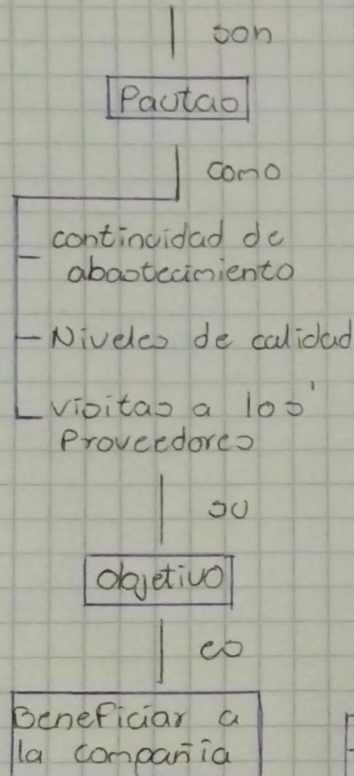 son
Pautas
como
continuidad de
abastecimiento
Niveles de calidad
visitas a los
Proveedores
su
objetivo
es
Beneficiar a
la compañia